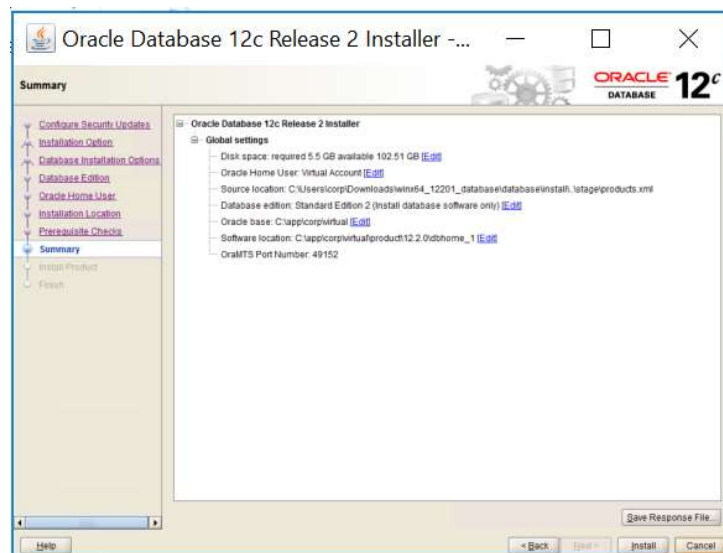 Oracle Database 12c Release 2 Installer -...
Summary
ORACLE
DATABASE
12c
Configure Security Updates
Installation Option
Database Installation Options
Database Edition
Oracle Home User
Installation Location
Prerequisite Checks
Summary
Install Product
Finish
Oracle Database 12c Release 2 Installer
Global settings
Disk space: required 5.5 GB available 102.51 GB [Edit]
Oracle Home User: Virtual Account [Edit]
Source location: C:\Users\corp\Downloads\winx64_12201_database\database\install\..\stage\products.xml
Database edition: Standard Edition 2 (Install database software only) [Edit]
Oracle base: C:\app\corp\virtual [Edit]
Software location: C:\app\corp\virtual\product\12.2.0\dbhome_1 [Edit]
OraMTS Port Number: 49152
Save Response File...
Help
< Back
Next >
Install
Cancel